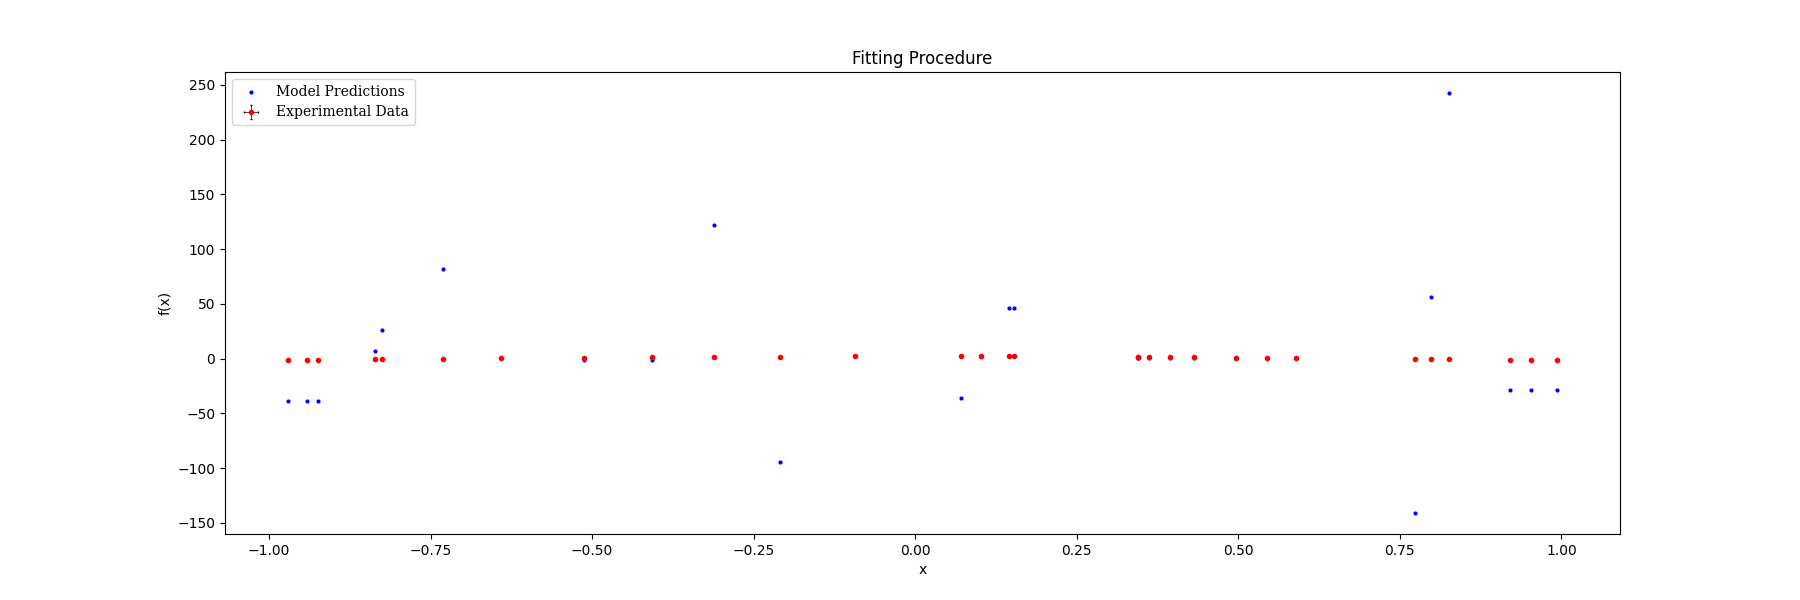 Fitting Procedure
Model Predictions
Experimental Data
250
200
150
100
50
0
−50
−100
−150
f(x)
−1.00 −0.75 −0.50 −0.25 0.00 0.25 0.50 0.75 1.00
x